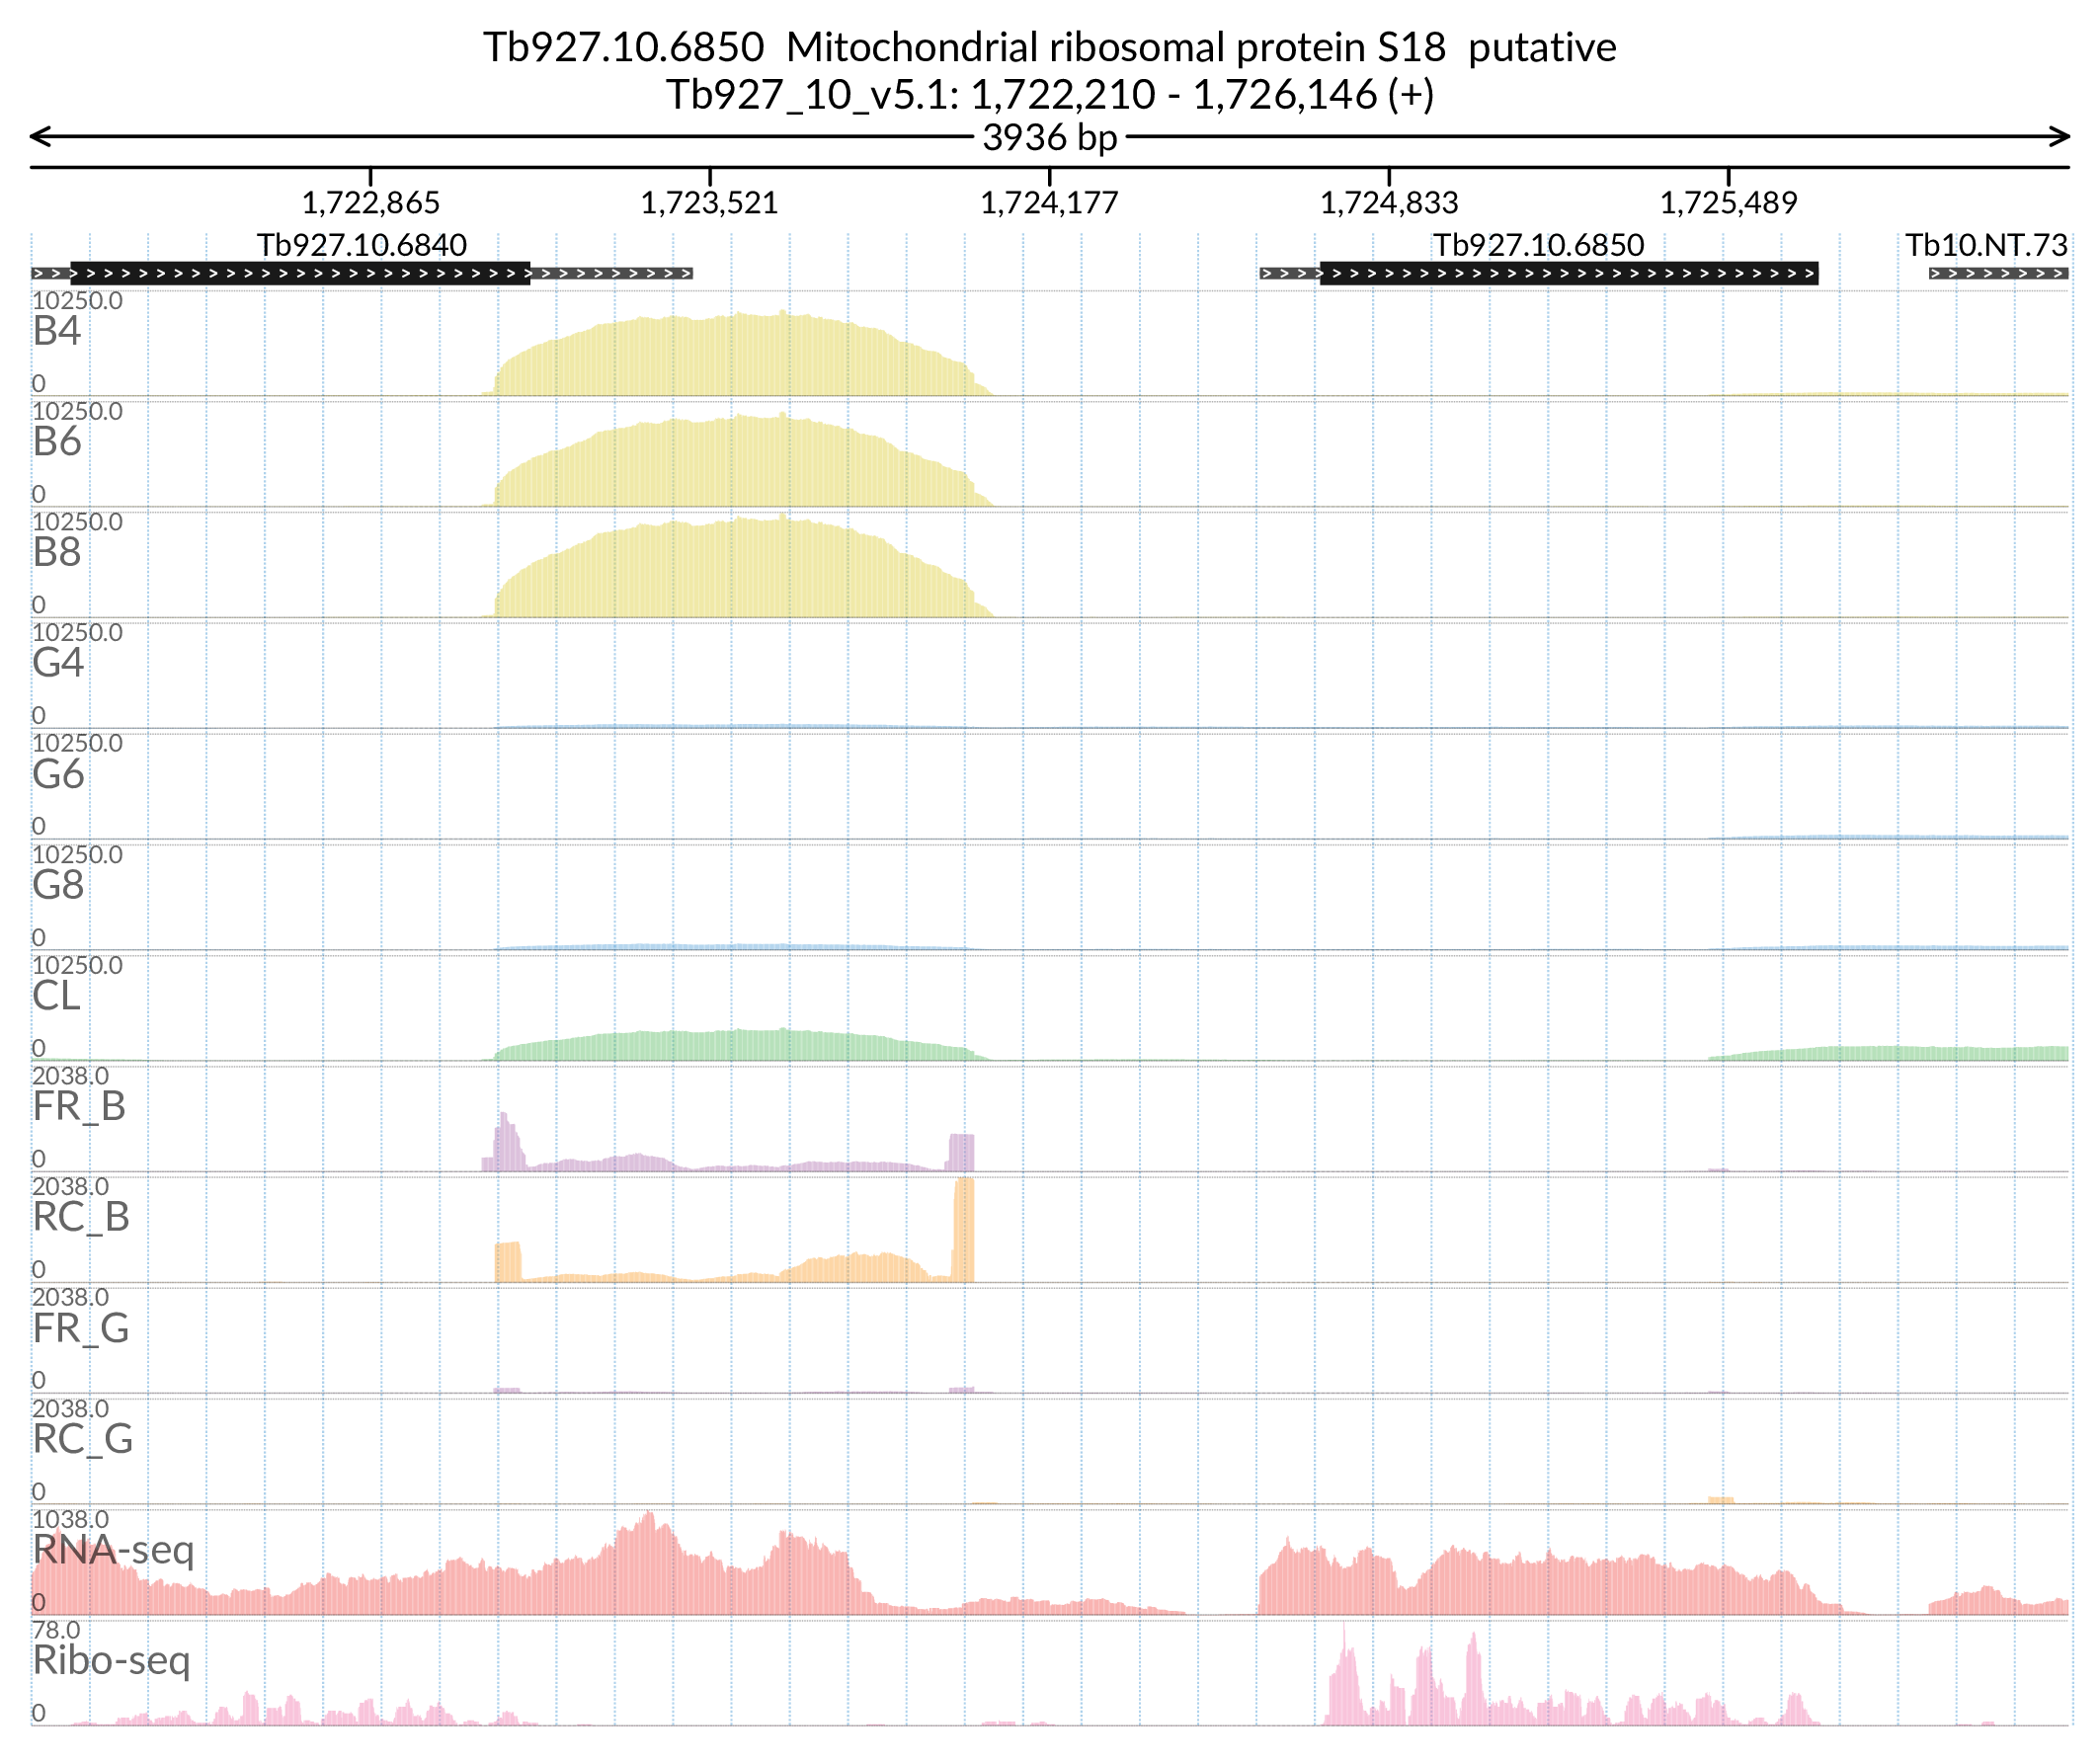 Tb927.10.6850 Mitochondrial ribosomal protein S18 putative
Tb927_10_v5.1: 1,722,210 - 1,726,146 (+)
3936 bp
1,722,865 1,723,521 1,724,177 1,724,833 1,725,489
Tb927.10.6840 Tb927.10.6850 Tb10.NT.73
10250.0
B4
0
10250.0
B6
0
10250.0
B8
0
10250.0
G4
0
10250.0
G6
0
10250.0
G8
0
10250.0
CL
0
2038.0
FR_B
0
2038.0
RC_B
0
2038.0
FR_G
0
2038.0
RC_G
0
1038.0
RNA-seq
0
78.0
Ribo-seq
0